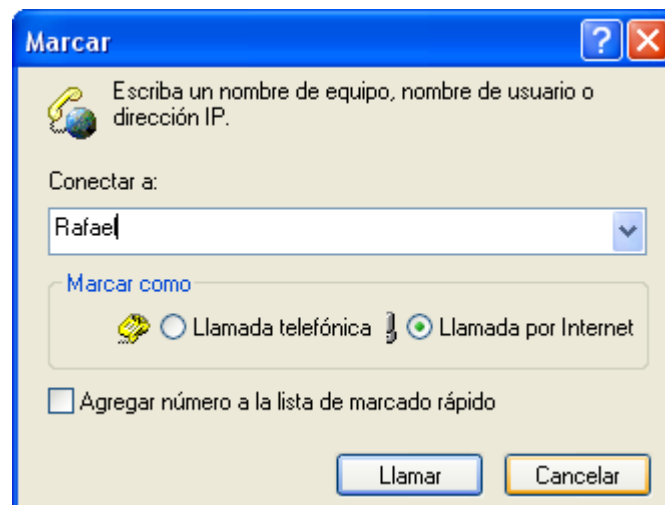 Marcar
Escriba un nombre de equipo, nombre de usuario o
dirección IP.
Conectar a:
Rafael
Marcar como
Llamada telefónica Llamada por Internet
Agregar número a la lista de marcado rápido
Llamar Cancelar